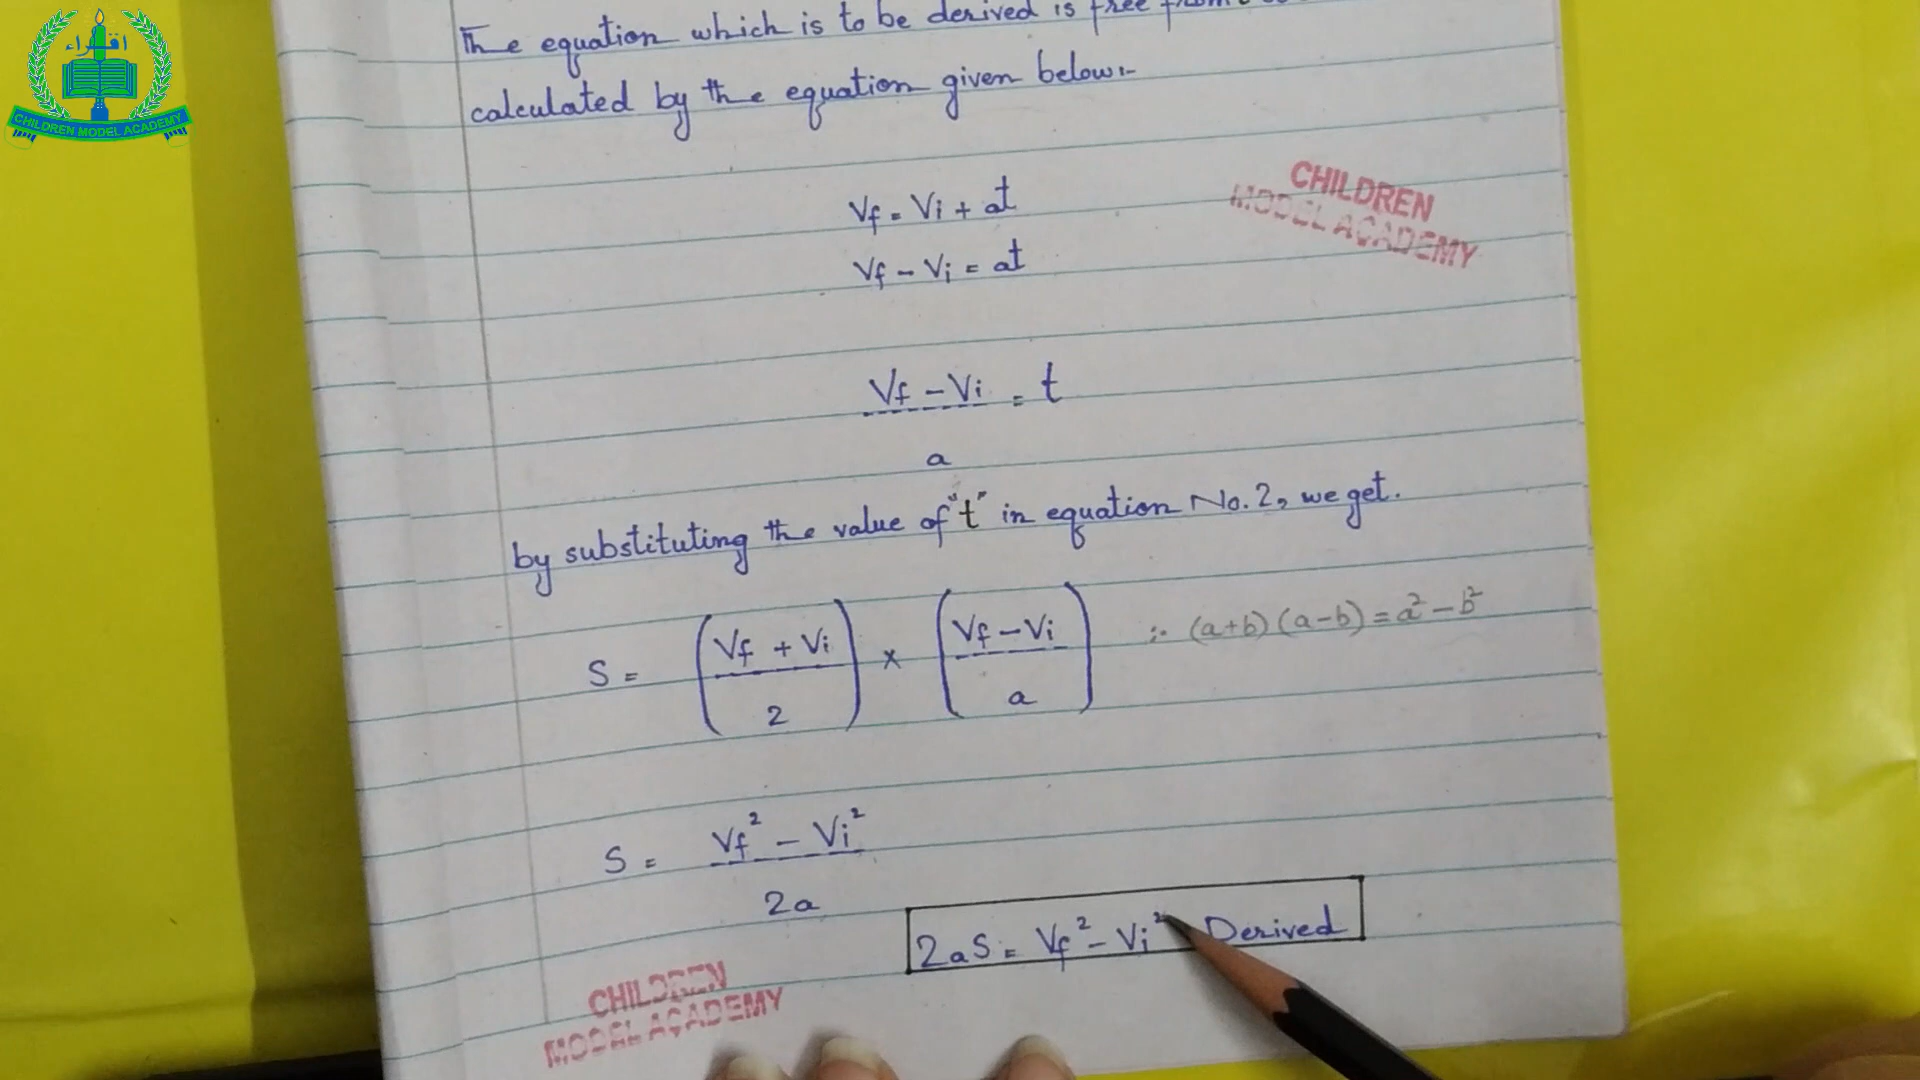 اقراء
CHILDREN MODEL ACADEMY
The equation which is to be derived is free from
calculated by the equation given below:-
Vf = Vi + at
Vf - Vi = at
CHILDREN
MODEL ACADEMY
Vf - Vi = t
a
by substituting the value of "t" in equation No. 2, we get.
S = (Vf + Vi / 2) × (Vf - Vi / a) ∴ (a+b) (a-b) = a² - b²
S = Vf² - Vi²
2a
2aS = Vf² - Vi² Derived
CHILDREN
MODEL ACADEMY